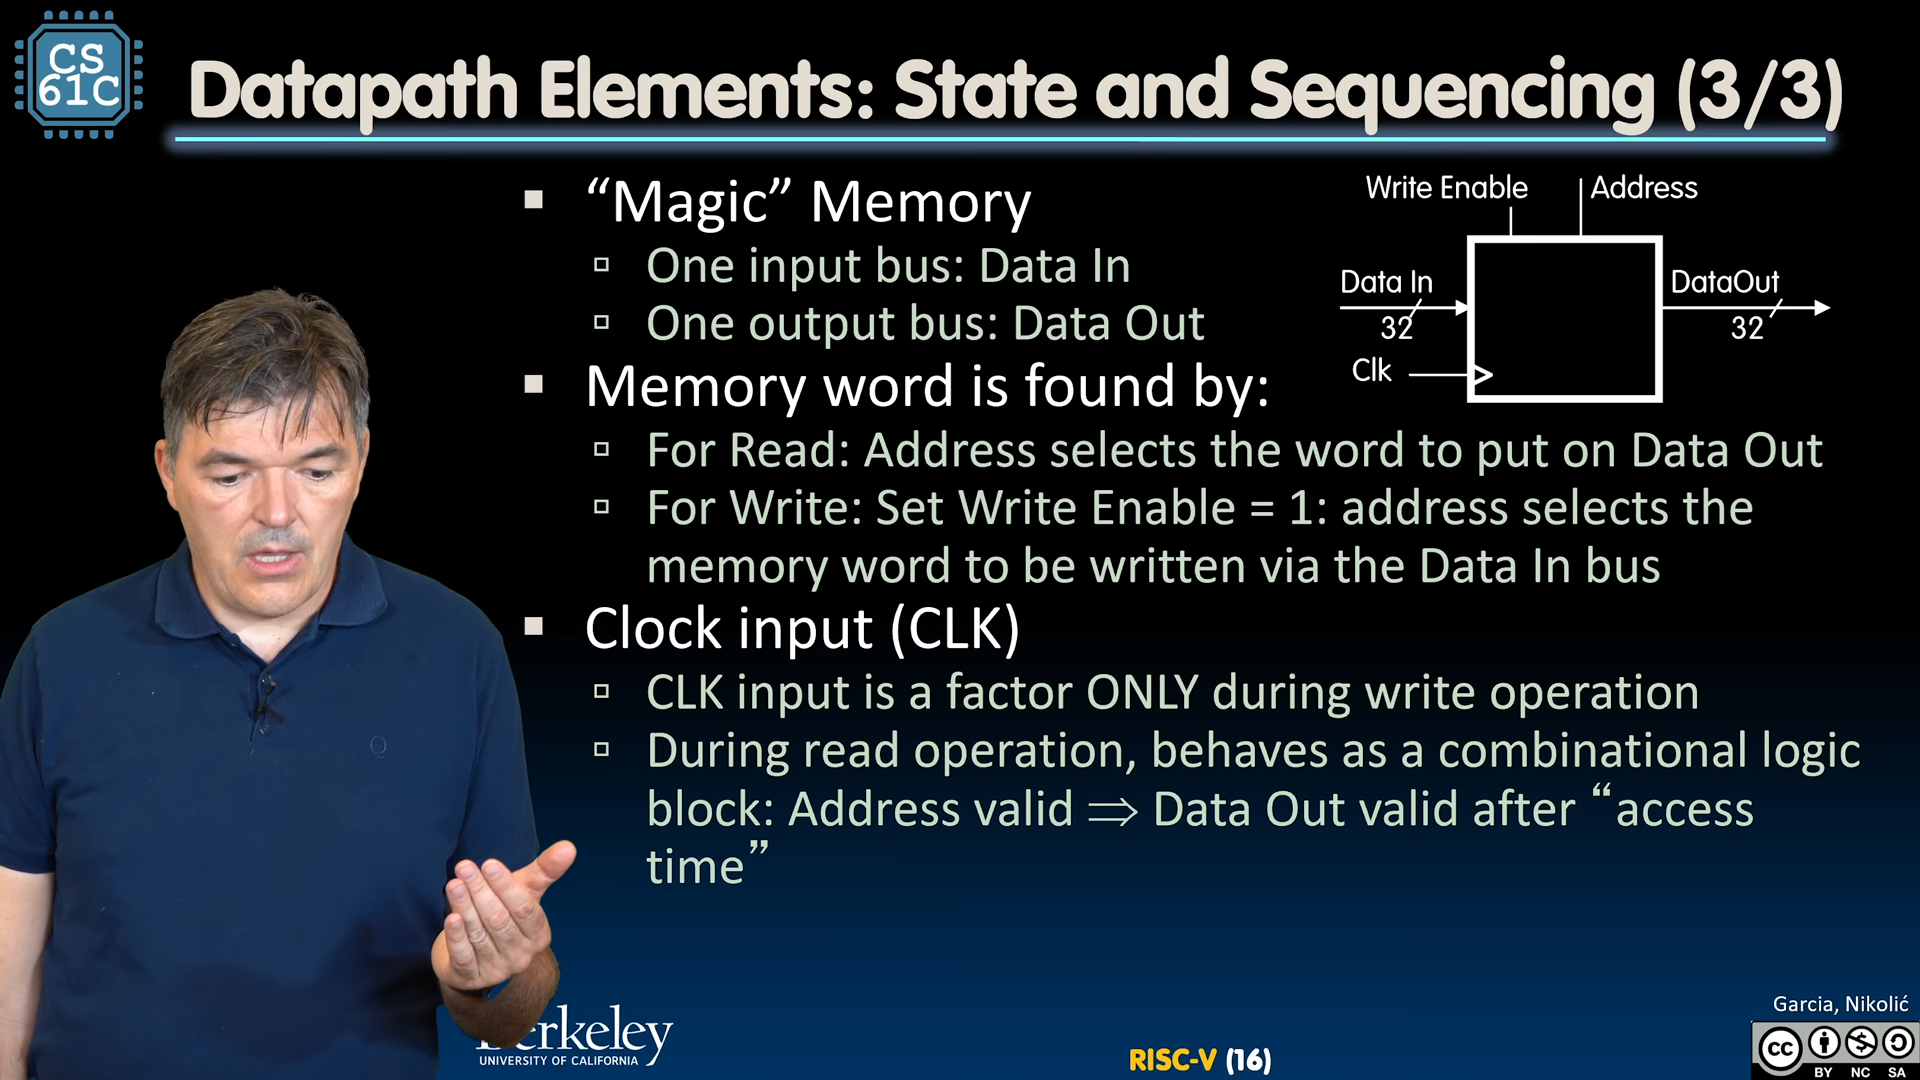 CS
61C
Datapath Elements: State and Sequencing (3/3)
“Magic” Memory
One input bus: Data In
One output bus: Data Out
Memory word is found by:
For Read: Address selects the word to put on Data Out
For Write: Set Write Enable = 1: address selects the
memory word to be written via the Data In bus
Clock input (CLK)
CLK input is a factor ONLY during write operation
During read operation, behaves as a combinational logic
block: Address valid ⇒ Data Out valid after “access
time”
Write Enable
Address
Data In
32
Clk
DataOut
32
Berkeley
UNIVERSITY OF CALIFORNIA
RISC-V (16)
Garcia, Nikolić
cc
BY NC SA